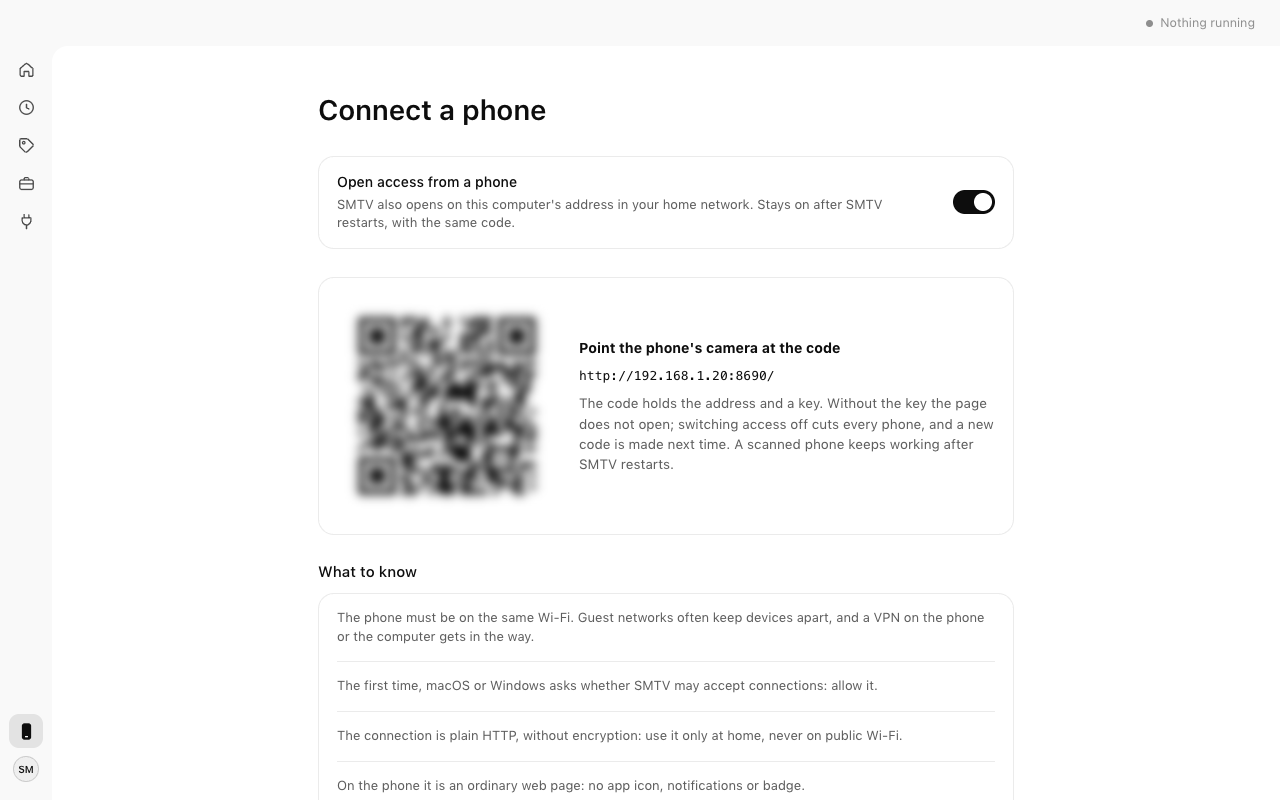 Nothing running
Connect a phone
Open access from a phone
SMTV also opens on this computer's address in your home network. Stays on after SMTV
restarts, with the same code.
Point the phone's camera at the code
http://192.168.1.20:8690/
The code holds the address and a key. Without the key the page
does not open; switching access off cuts every phone, and a new
code is made next time. A scanned phone keeps working after
SMTV restarts.
What to know
The phone must be on the same Wi-Fi. Guest networks often keep devices apart, and a VPN on the phone
or the computer gets in the way.
The first time, macOS or Windows asks whether SMTV may accept connections: allow it.
The connection is plain HTTP, without encryption: use it only at home, never on public Wi-Fi.
On the phone it is an ordinary web page: no app icon, notifications or badge.
SM